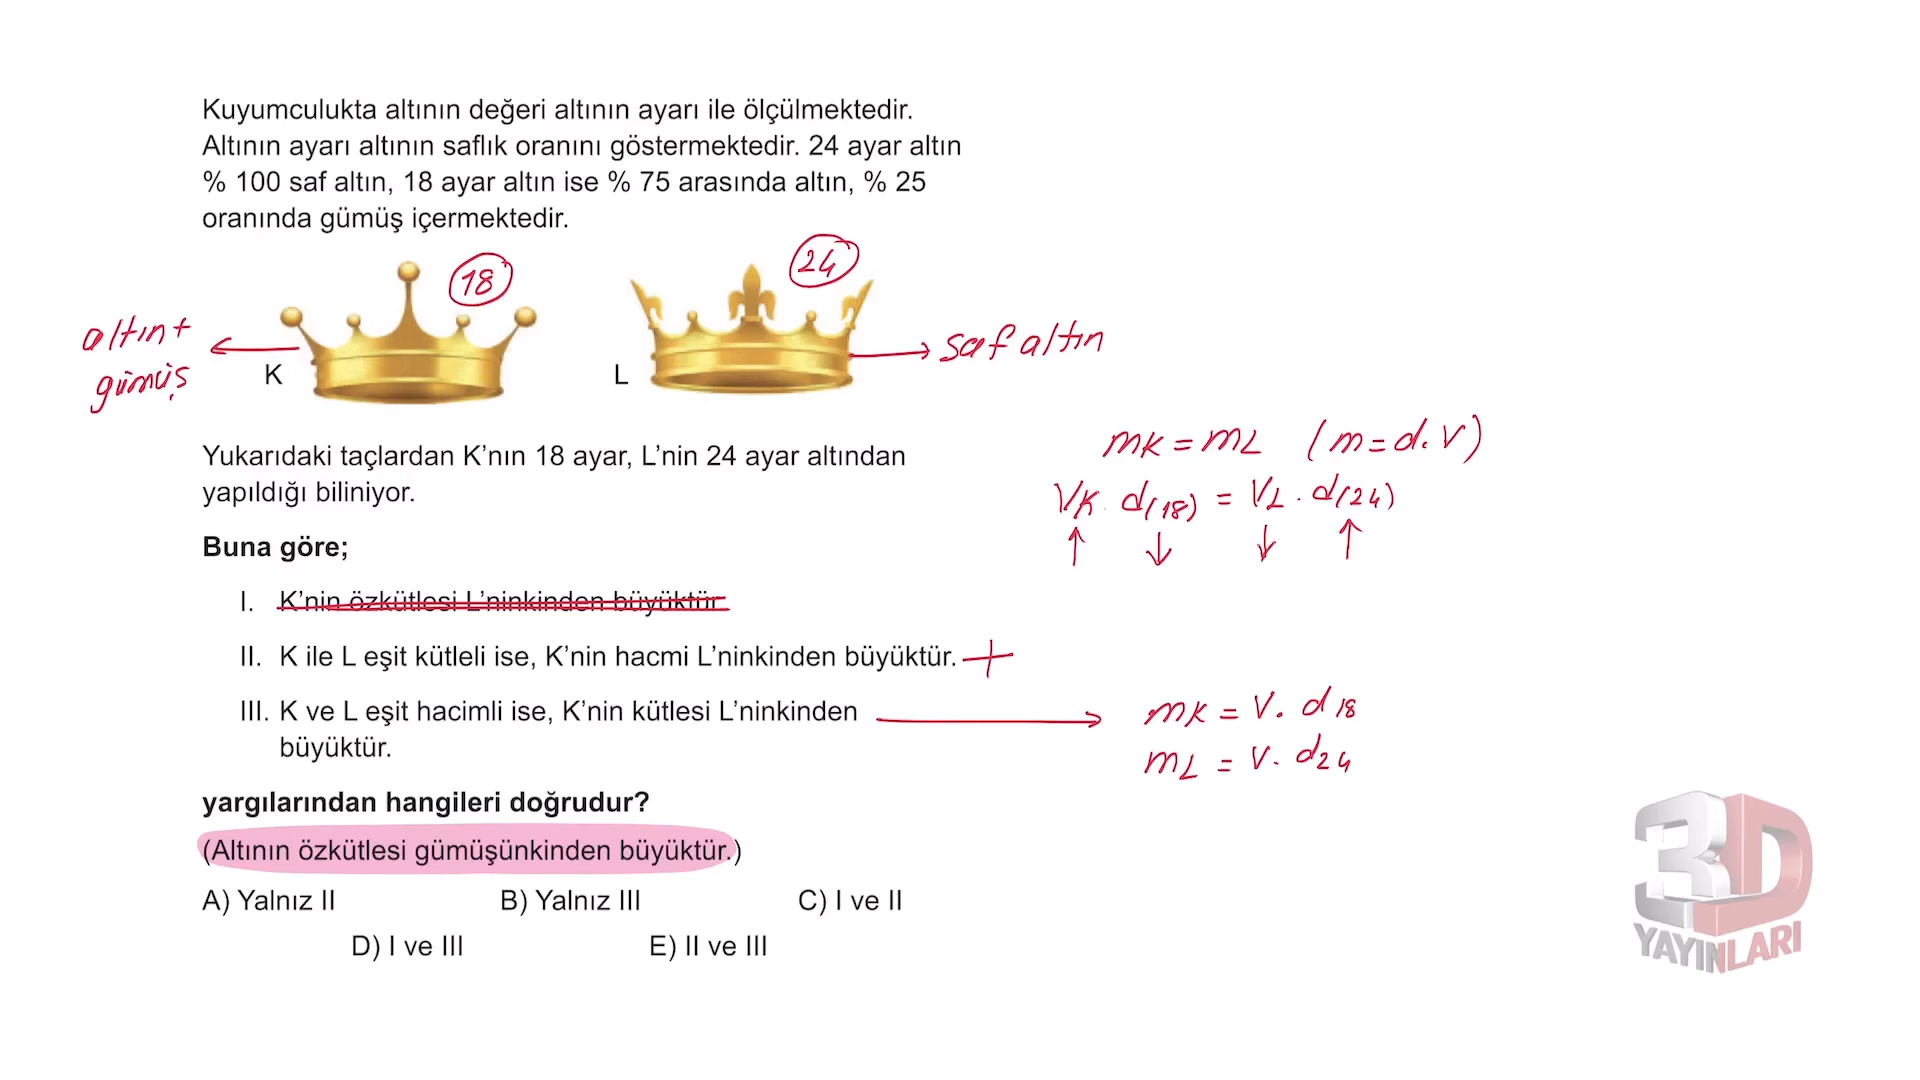 Kuyumculukta altının değeri altının ayarı ile ölçülmektedir.
Altının ayarı altının saflık oranını göstermektedir. 24 ayar altın
% 100 saf altın, 18 ayar altın ise % 75 arasında altın, % 25
oranında gümüş içermektedir.
18
24
altın +
gümüş
K
L
saf altın
mK = mL (m = d.V)
VK . d(18) = VL . d(24)
↑ ↓ ↓ ↑
Yukarıdaki taçlardan K’nın 18 ayar, L’nin 24 ayar altından
yapıldığı biliniyor.
Buna göre;
I. K’nin özkütlesi L’ninkinden büyüktür.
II. K ile L eşit kütleli ise, K’nin hacmi L’ninkinden büyüktür. +
III. K ve L eşit hacimli ise, K’nin kütlesi L’ninkinden
büyüktür.
mK = V. d18
mL = V. d24
yargılarından hangileri doğrudur?
(Altının özkütlesi gümüşünkinden büyüktür.)
A) Yalnız II B) Yalnız III C) I ve II
D) I ve III E) II ve III
3D
YAYINLARI